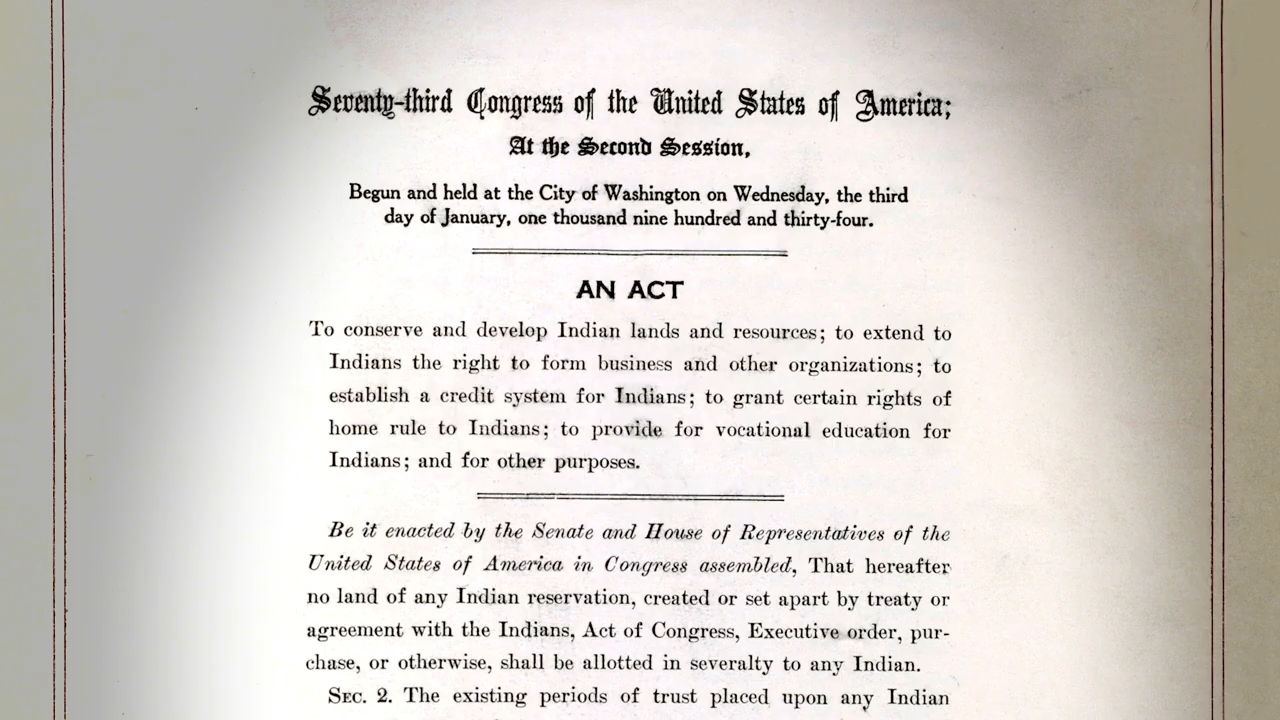 Seventy-third Congress of the United States of America;
At the Second Session,
Begun and held at the City of Washington on Wednesday, the third
day of January, one thousand nine hundred and thirty-four.
AN ACT
To conserve and develop Indian lands and resources; to extend to
Indians the right to form business and other organizations; to
establish a credit system for Indians; to grant certain rights of
home rule to Indians; to provide for vocational education for
Indians; and for other purposes.
Be it enacted by the Senate and House of Representatives of the
United States of America in Congress assembled, That hereafter
no land of any Indian reservation, created or set apart by treaty or
agreement with the Indians, Act of Congress, Executive order, pur-
chase, or otherwise, shall be allotted in severalty to any Indian.
SEC. 2. The existing periods of trust placed upon any Indian